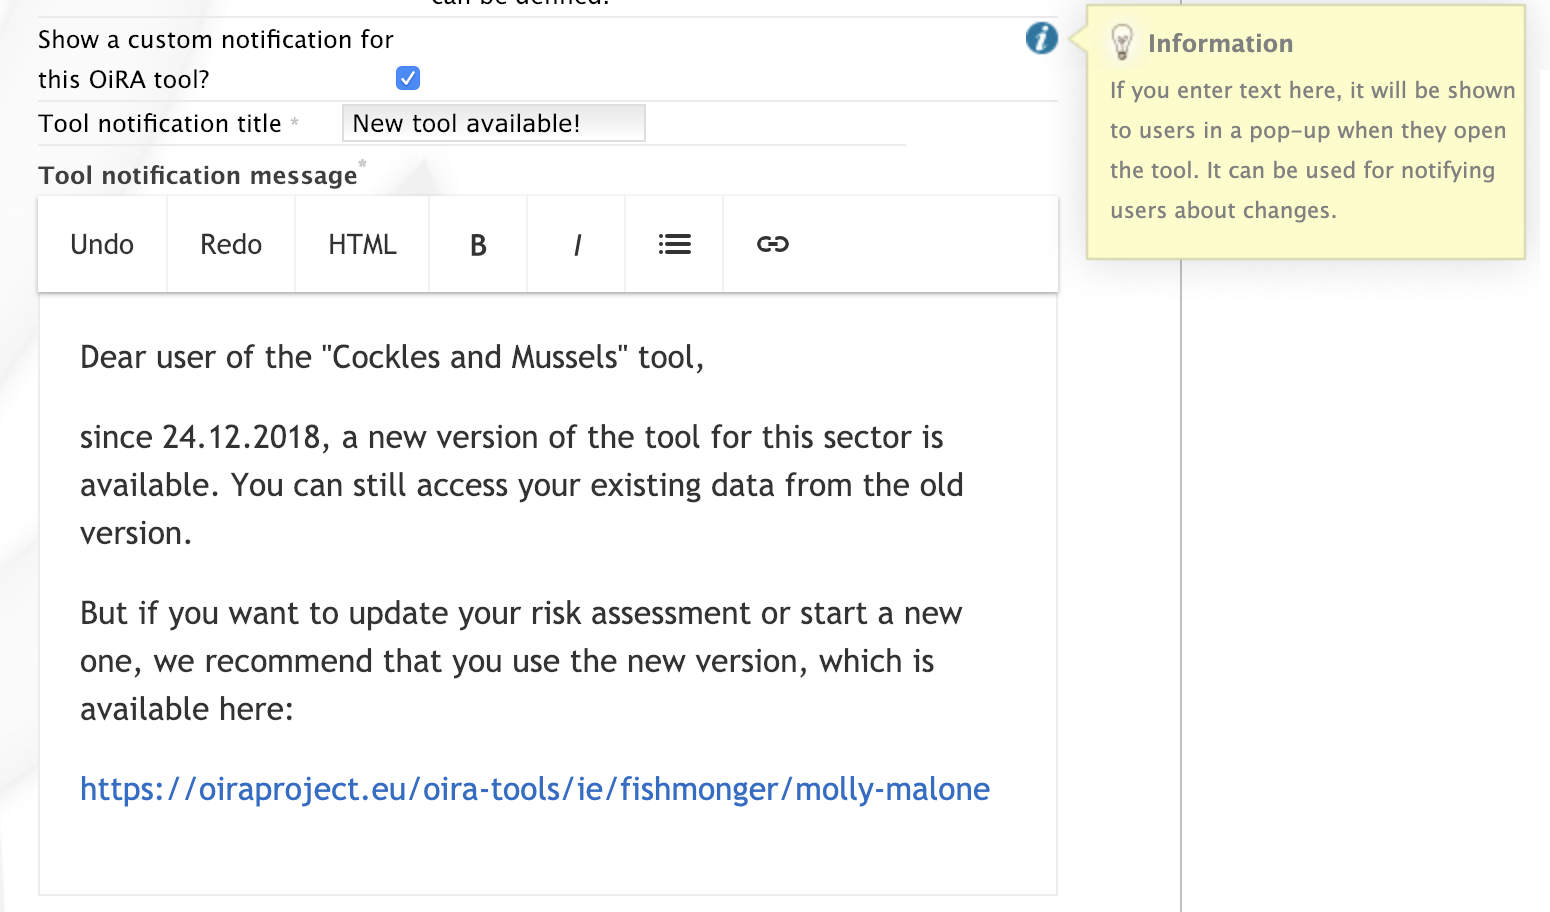 can be defined.
Show a custom notification for
this OiRA tool?
Tool notification title *
New tool available!
Tool notification message*
Undo Redo HTML B I
Dear user of the "Cockles and Mussels" tool,
since 24.12.2018, a new version of the tool for this sector is
available. You can still access your existing data from the old
version.
But if you want to update your risk assessment or start a new
one, we recommend that you use the new version, which is
available here:
https://oiraproject.eu/oira-tools/ie/fishmonger/molly-malone
i
Information
If you enter text here, it will be shown
to users in a pop-up when they open
the tool. It can be used for notifying
users about changes.